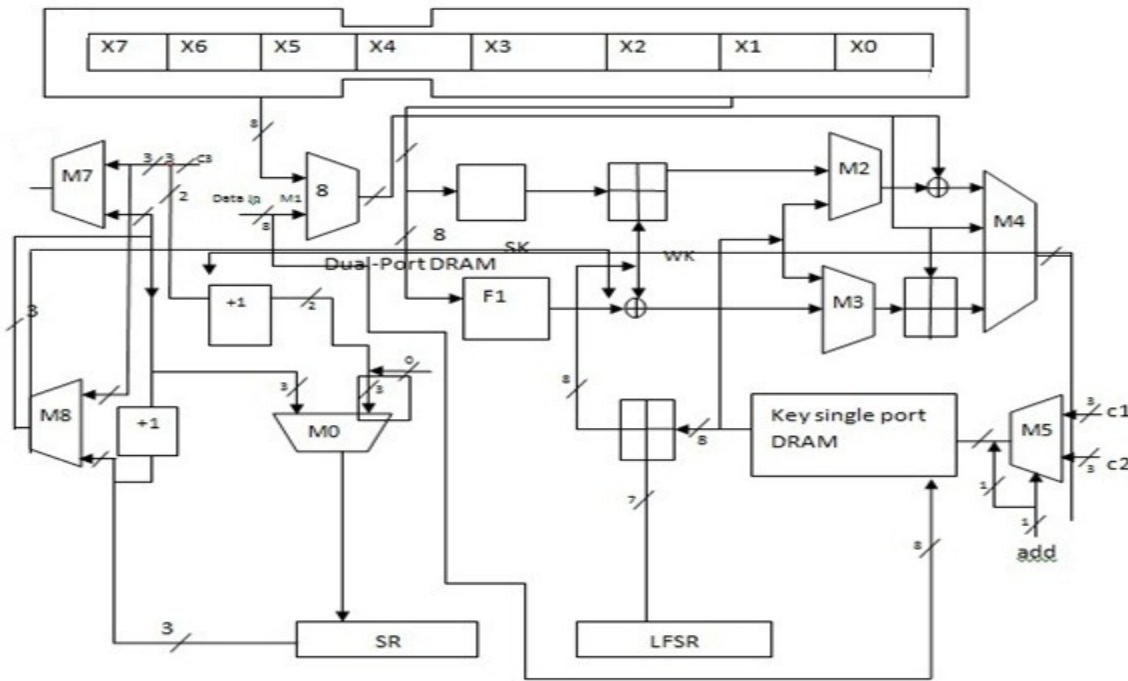 X7 X6 X5 X4 X3 X2 X1 X0
8
M7
3 3 C3
2
Data ip M1
8
8
M2
M4
8
SK
WK
Dual-Port DRAM
+1
2
F1
M3
3
0
3
3
8
M8
+1
M0
8
Key single port
DRAM
M5
3
c1
3
c2
7
1
1
8
add
3
SR
LFSR